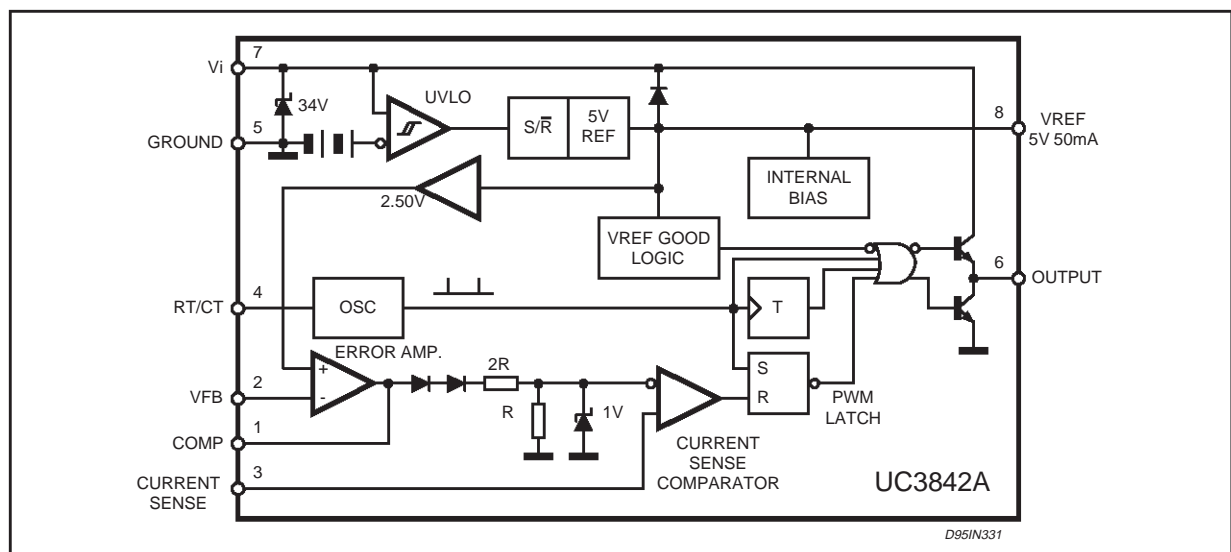 7
Vi
34V
UVLO
5
GROUND
S/R̅
5V
REF
8
VREF
5V 50mA
INTERNAL
BIAS
2.50V
VREF GOOD
LOGIC
6
OUTPUT
4
RT/CT
OSC
T
ERROR AMP.
+
-
2R
S
R
2
VFB
R
1V
PWM
LATCH
1
COMP
CURRENT
SENSE
COMPARATOR
3
CURRENT
SENSE
UC3842A
D95IN331